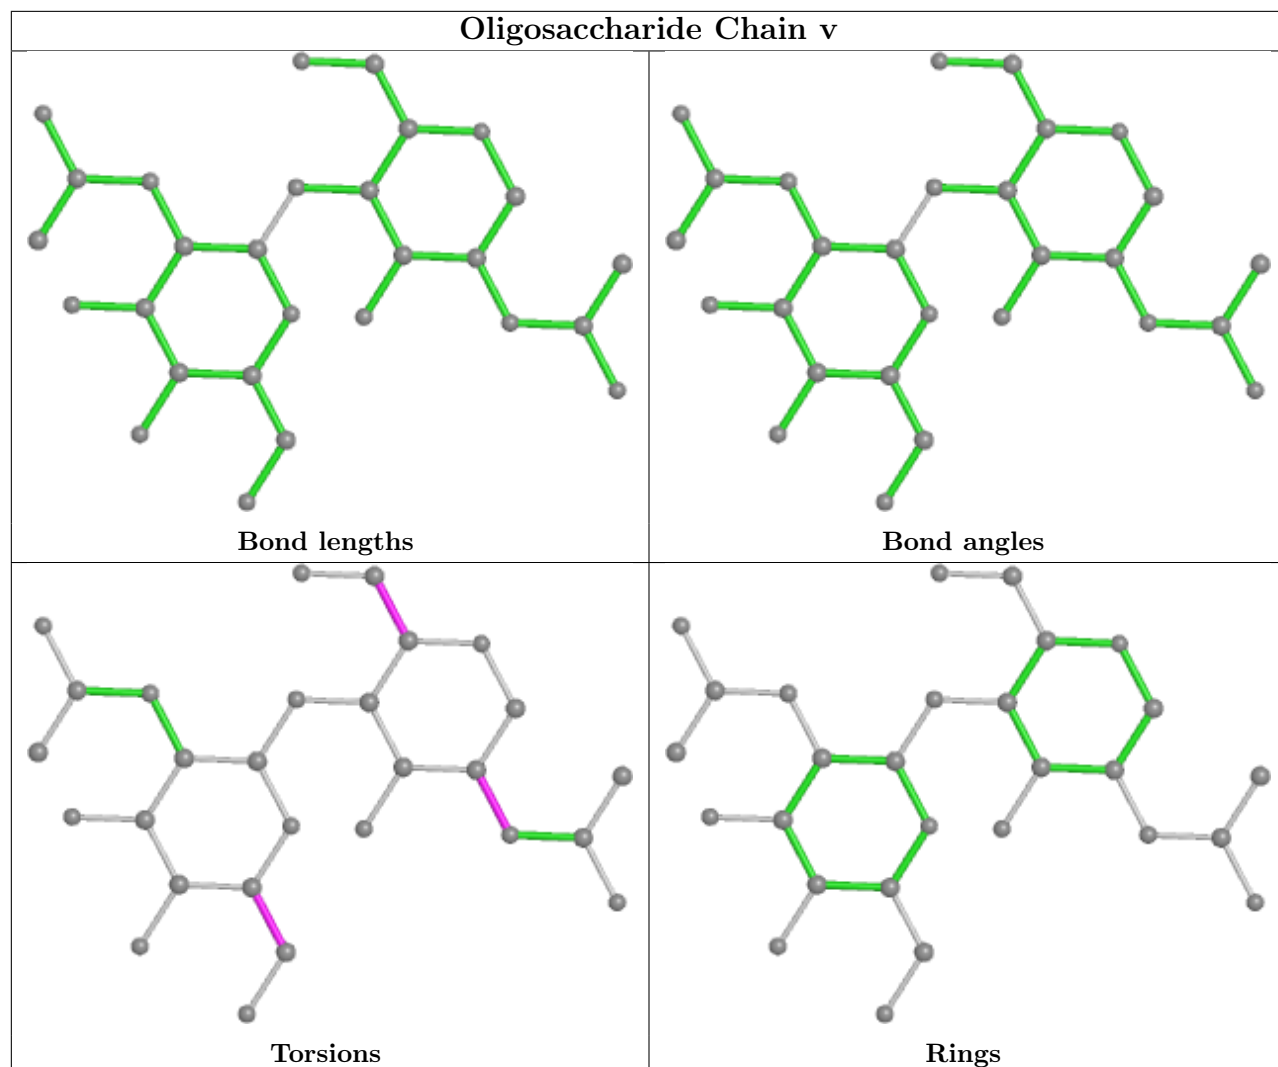 Oligosaccharide Chain v
Bond lengths
Bond angles
Torsions
Rings